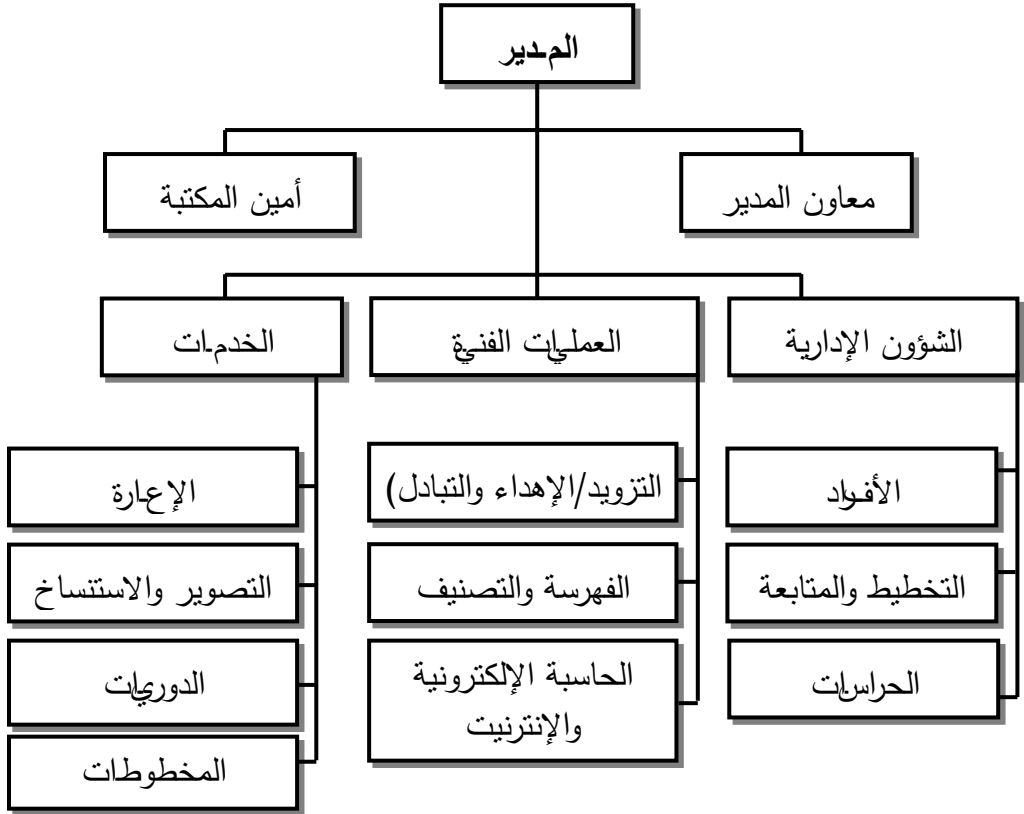 المدير
معاون المدير
أمين المكتبة
الشؤون الإدارية
العمليات الفنية
الخدمات
الأفراد
التخطيط والمتابعة
الحراسات
التزويد/الإهداء والتبادل)
الفهرسة والتصنيف
الحاسبة الإلكترونية
والإنترنيت
الإعارة
التصوير والاستنساخ
الدوريات
المخطوطات